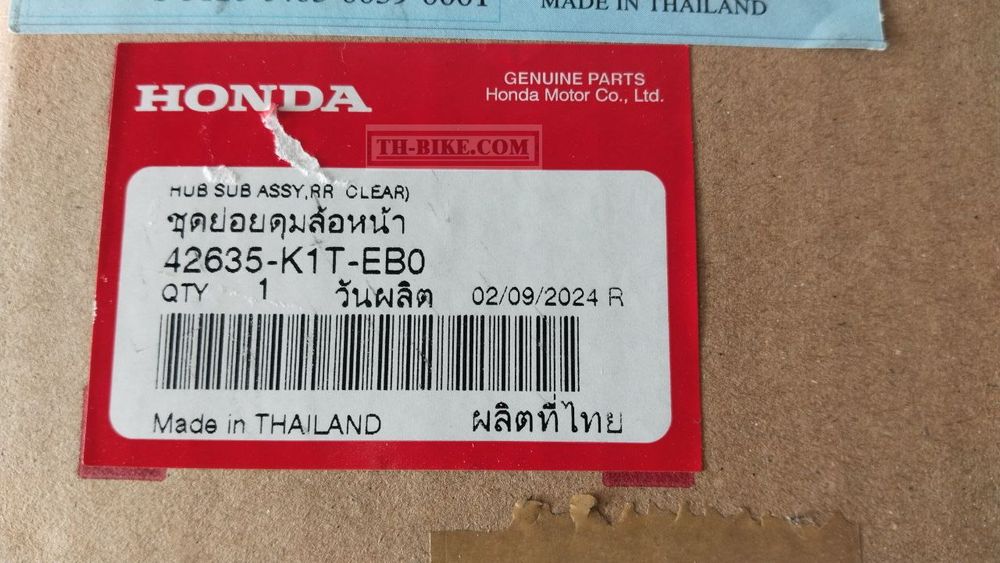 MADE IN THAILAND
HONDA
GENUINE PARTS
Honda Motor Co., Ltd.
TH-BIKE.COM
HUB SUB ASSY,RR CLEAR)
ชุดย่อยดุมล้อหน้า
42635-K1T-EB0
QTY 1 วันผลิต 02/09/2024 R
Made in THAILAND ผลิตที่ไทย